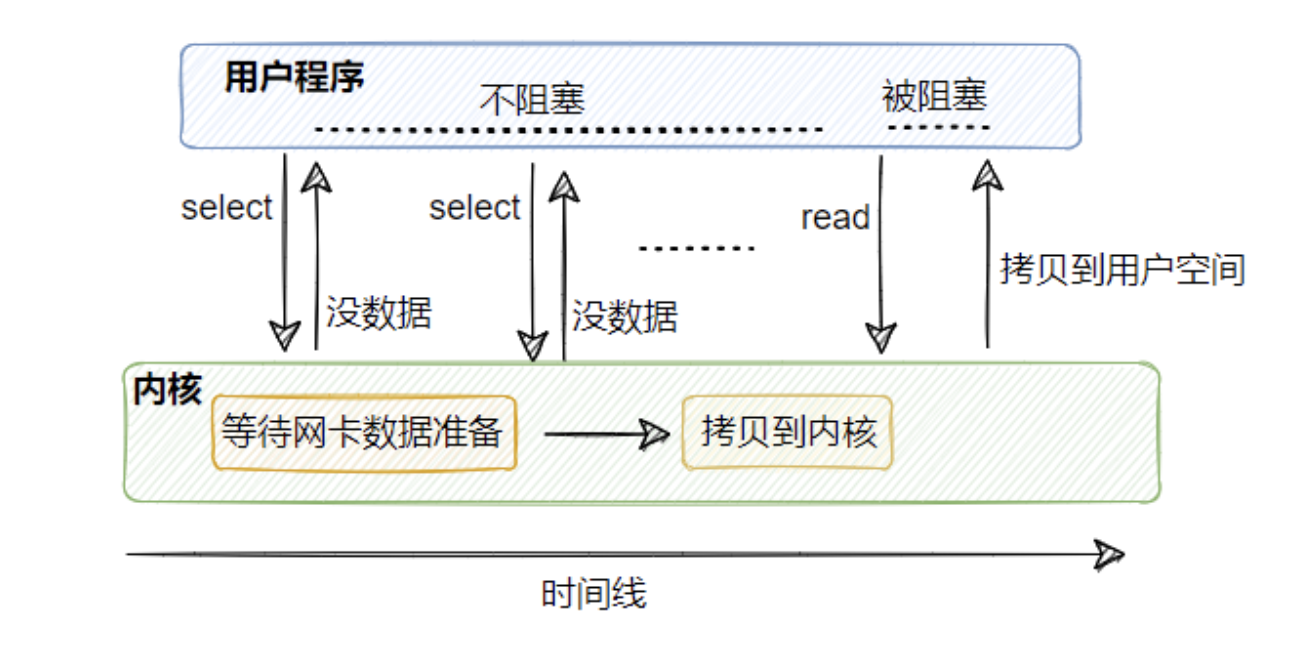 用户程序
不阻塞
被阻塞
select
select
read
没数据
没数据
拷贝到用户空间
内核
等待网卡数据准备
拷贝到内核
时间线